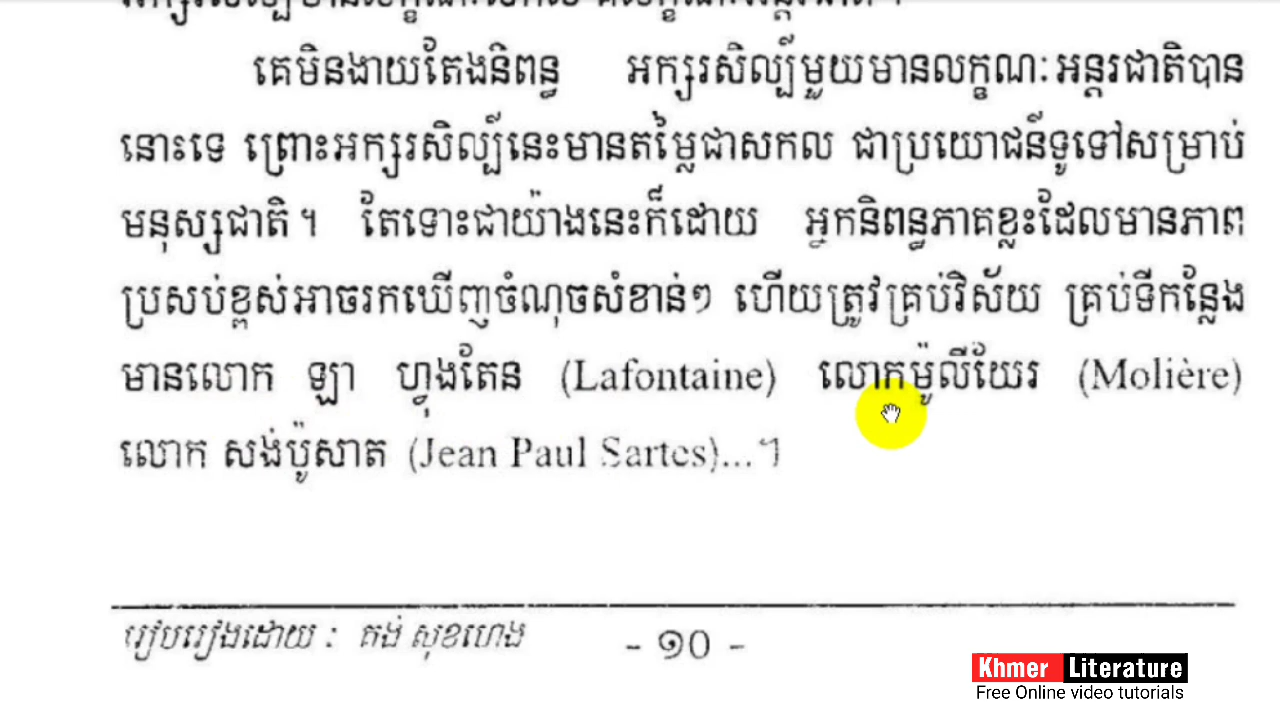 គេមិនងាយតែងនិពន្ធ អក្សរសិល្ប៍មួយមានលក្ខណៈអន្តរជាតិបាន
នោះទេ ព្រោះអក្សរសិល្ប៍នេះមានតម្លៃជាសកល ជាប្រយោជន៍ទូទៅសម្រាប់
មនុស្សជាតិ។ តែទោះជាយ៉ាងនេះក៏ដោយ អ្នកនិពន្ធភាគខ្លះដែលមានភាព
ប្រសប់ខ្ពស់អាចរកឃើញចំណុចសំខាន់ៗ ហើយត្រូវគ្រប់វិស័យ គ្រប់ទីកន្លែង
មានលោក ឡា ហ្វុងតែន (Lafontaine) លោកម៉ូលីយែរ (Molière)
លោក សង់ប៉ូសាត (Jean Paul Sartes)...។
រៀបរៀងដោយ : គង់ សុខហេង - ១០ -
Khmer Literature
Free Online video tutorials